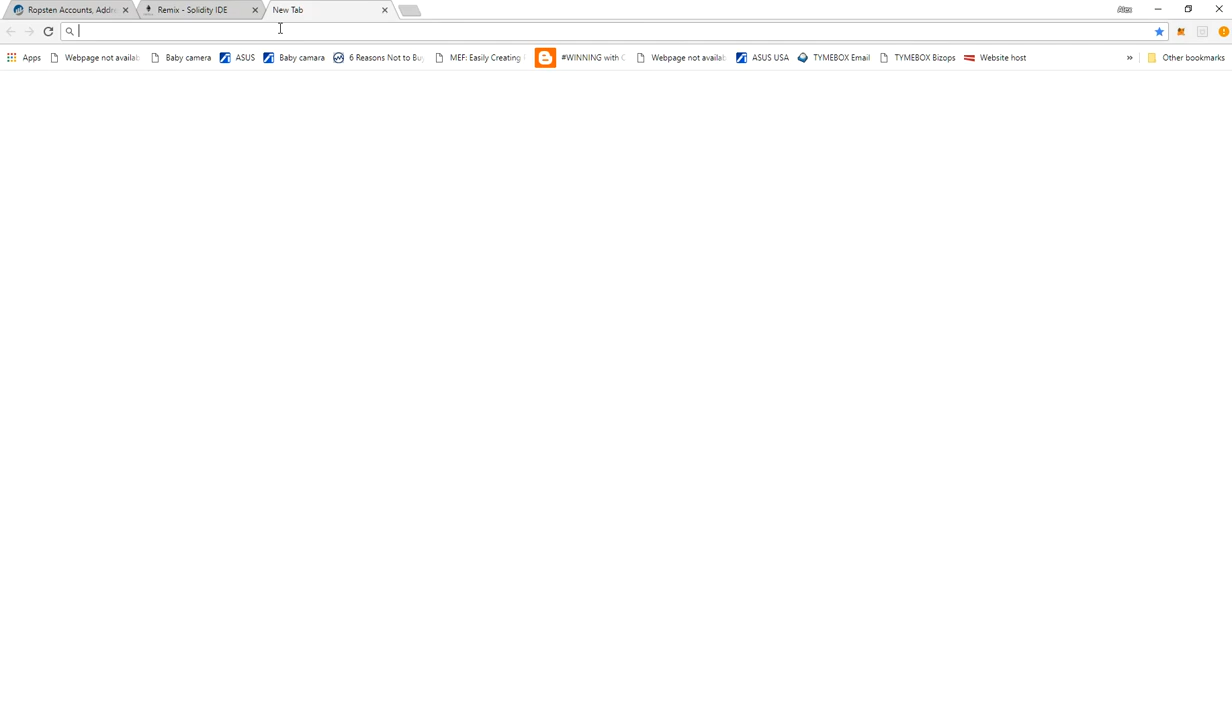 Ropsten Accounts, Addre
Remix - Solidity IDE
New Tab
Alex
Apps
Webpage not availab
Baby camera
ASUS
Baby camara
6 Reasons Not to Buy
MEF: Easily Creating
#WINNING with C
Webpage not availab
ASUS USA
TYMEBOX Email
TYMEBOX Bizops
Website host
»
Other bookmarks